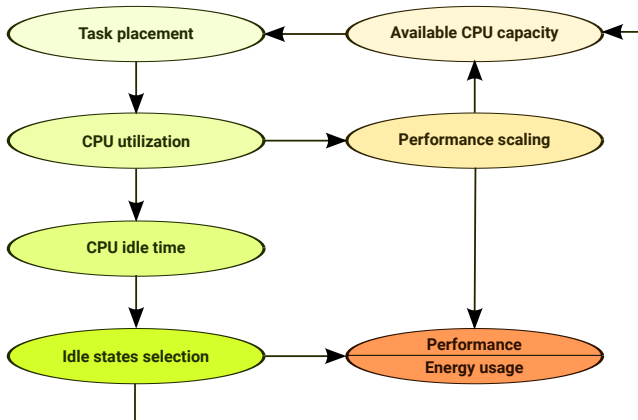 Task placement
Available CPU capacity
CPU utilization
Performance scaling
CPU idle time
Idle states selection
Performance
Energy usage